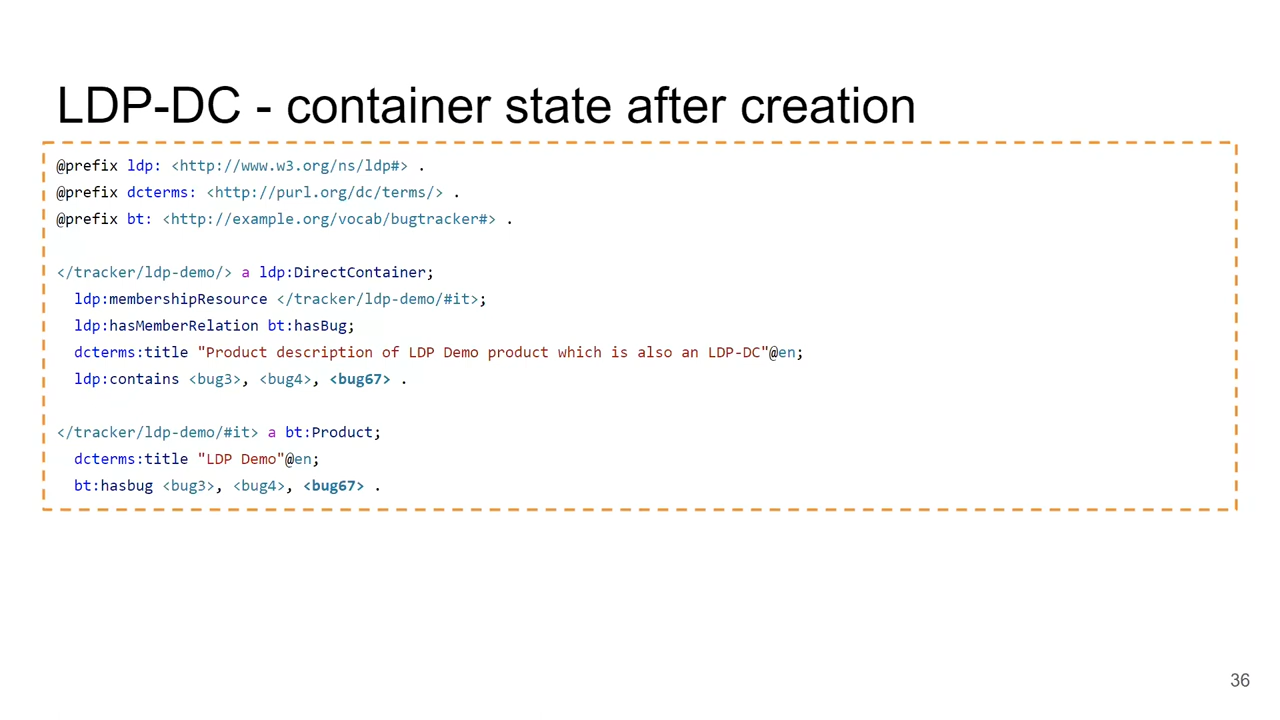 LDP-DC - container state after creation
@prefix ldp: <http://www.w3.org/ns/ldp#> .
@prefix dcterms: <http://purl.org/dc/terms/> .
@prefix bt: <http://example.org/vocab/bugtracker#> .
</tracker/ldp-demo/> a ldp:DirectContainer;
ldp:membershipResource </tracker/ldp-demo/#it>;
ldp:hasMemberRelation bt:hasBug;
dcterms:title "Product description of LDP Demo product which is also an LDP-DC"@en;
ldp:contains <bug3>, <bug4>, <bug67> .
</tracker/ldp-demo/#it> a bt:Product;
dcterms:title "LDP Demo"@en;
bt:hasbug <bug3>, <bug4>, <bug67> .
36